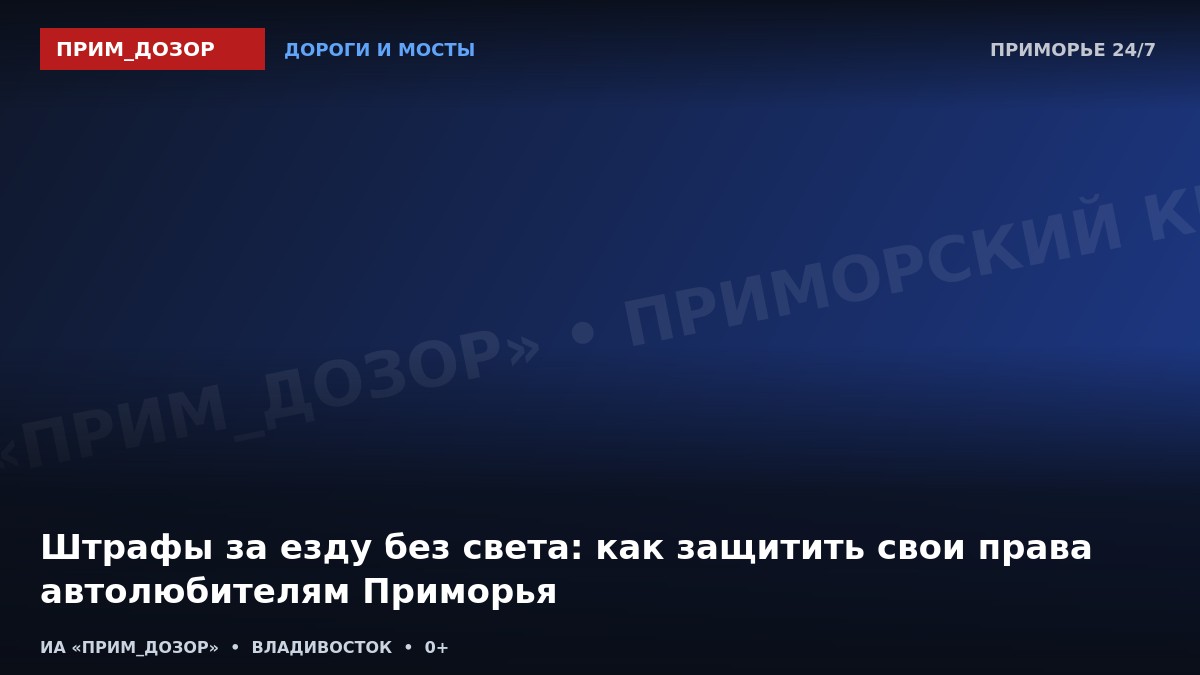 ПРИМ_ДОЗОР
ДОРОГИ И МОСТЫ
ПРИМОРЬЕ 24/7
«ПРИМ_ДОЗОР» • ПРИМОРСКИЙ
Штрафы за езду без света: как защитить свои права
автолюбителям Приморья
ИА «ПРИМ_ДОЗОР» • ВЛАДИВОСТОК • 0+